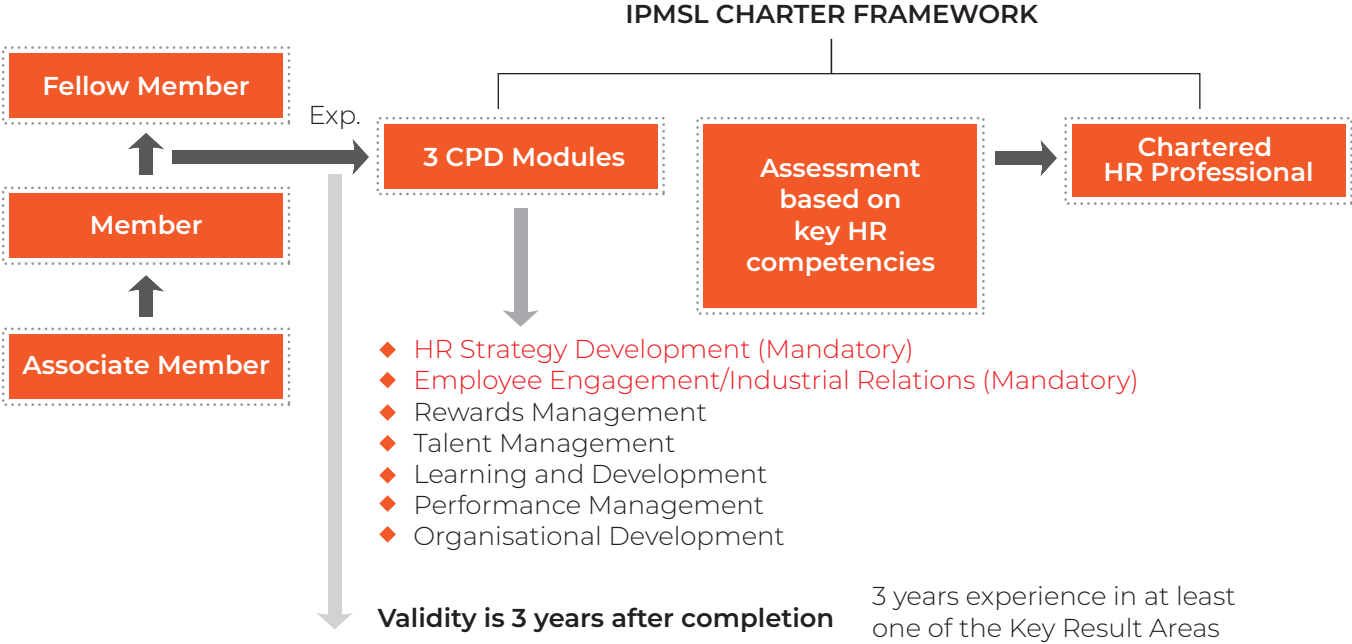 IPMSL CHARTER FRAMEWORK
Fellow Member
Exp.
3 CPD Modules
Assessment
based on
key HR
competencies
Chartered
HR Professional
Member
Associate Member
HR Strategy Development (Mandatory)
Employee Engagement/Industrial Relations (Mandatory)
Rewards Management
Talent Management
Learning and Development
Performance Management
Organisational Development
Validity is 3 years after completion
3 years experience in at least
one of the Key Result Areas